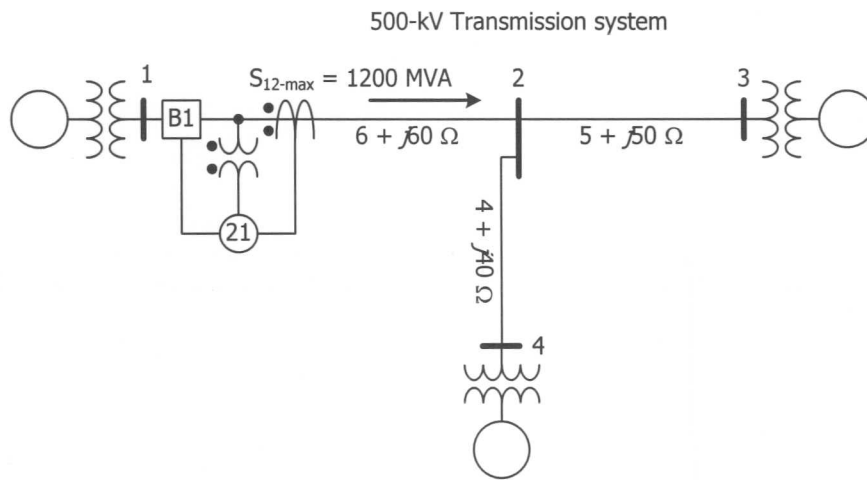 500-kV Transmission system
1
S12-max = 1200 MVA
2
3
B1
6 + j60 Ω
5 + j50 Ω
21
4 + j40 Ω
4